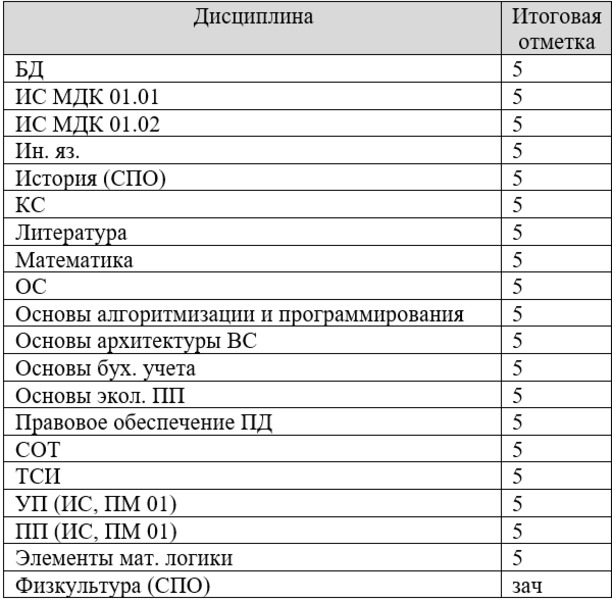 Дисциплина Итоговая
отметка
БД 5
ИС МДК 01.01 5
ИС МДК 01.02 5
Ин. яз. 5
История (СПО) 5
КС 5
Литература 5
Математика 5
ОС 5
Основы алгоритмизации и программирования 5
Основы архитектуры ВС 5
Основы бух. учета 5
Основы экол. ПП 5
Правовое обеспечение ПД 5
СОТ 5
ТСИ 5
УП (ИС, ПМ 01) 5
ПП (ИС, ПМ 01) 5
Элементы мат. логики 5
Физкультура (СПО) зач